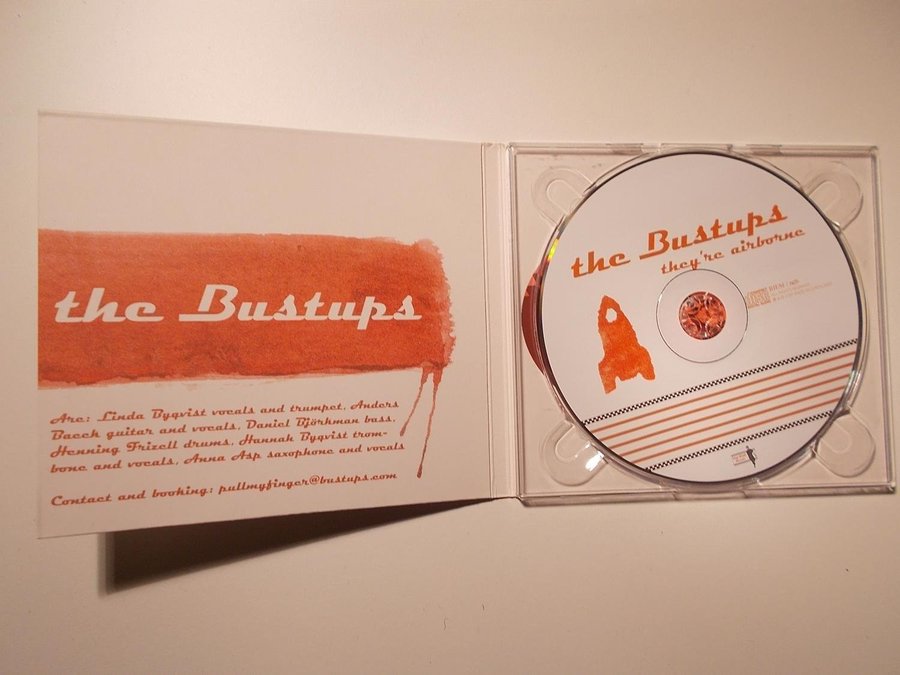 the Bustups
Are: Linda Byqvist vocals and trumpet, Anders
Baeck guitar and vocals, Daniel Björkman bass,
Henning Frizell drums, Hannah Byqvist trom-
bone and vocals, Anna Asp saxophone and vocals
Contact and booking: pullmyfinger@bustups.com
the Bustups
they're airborne